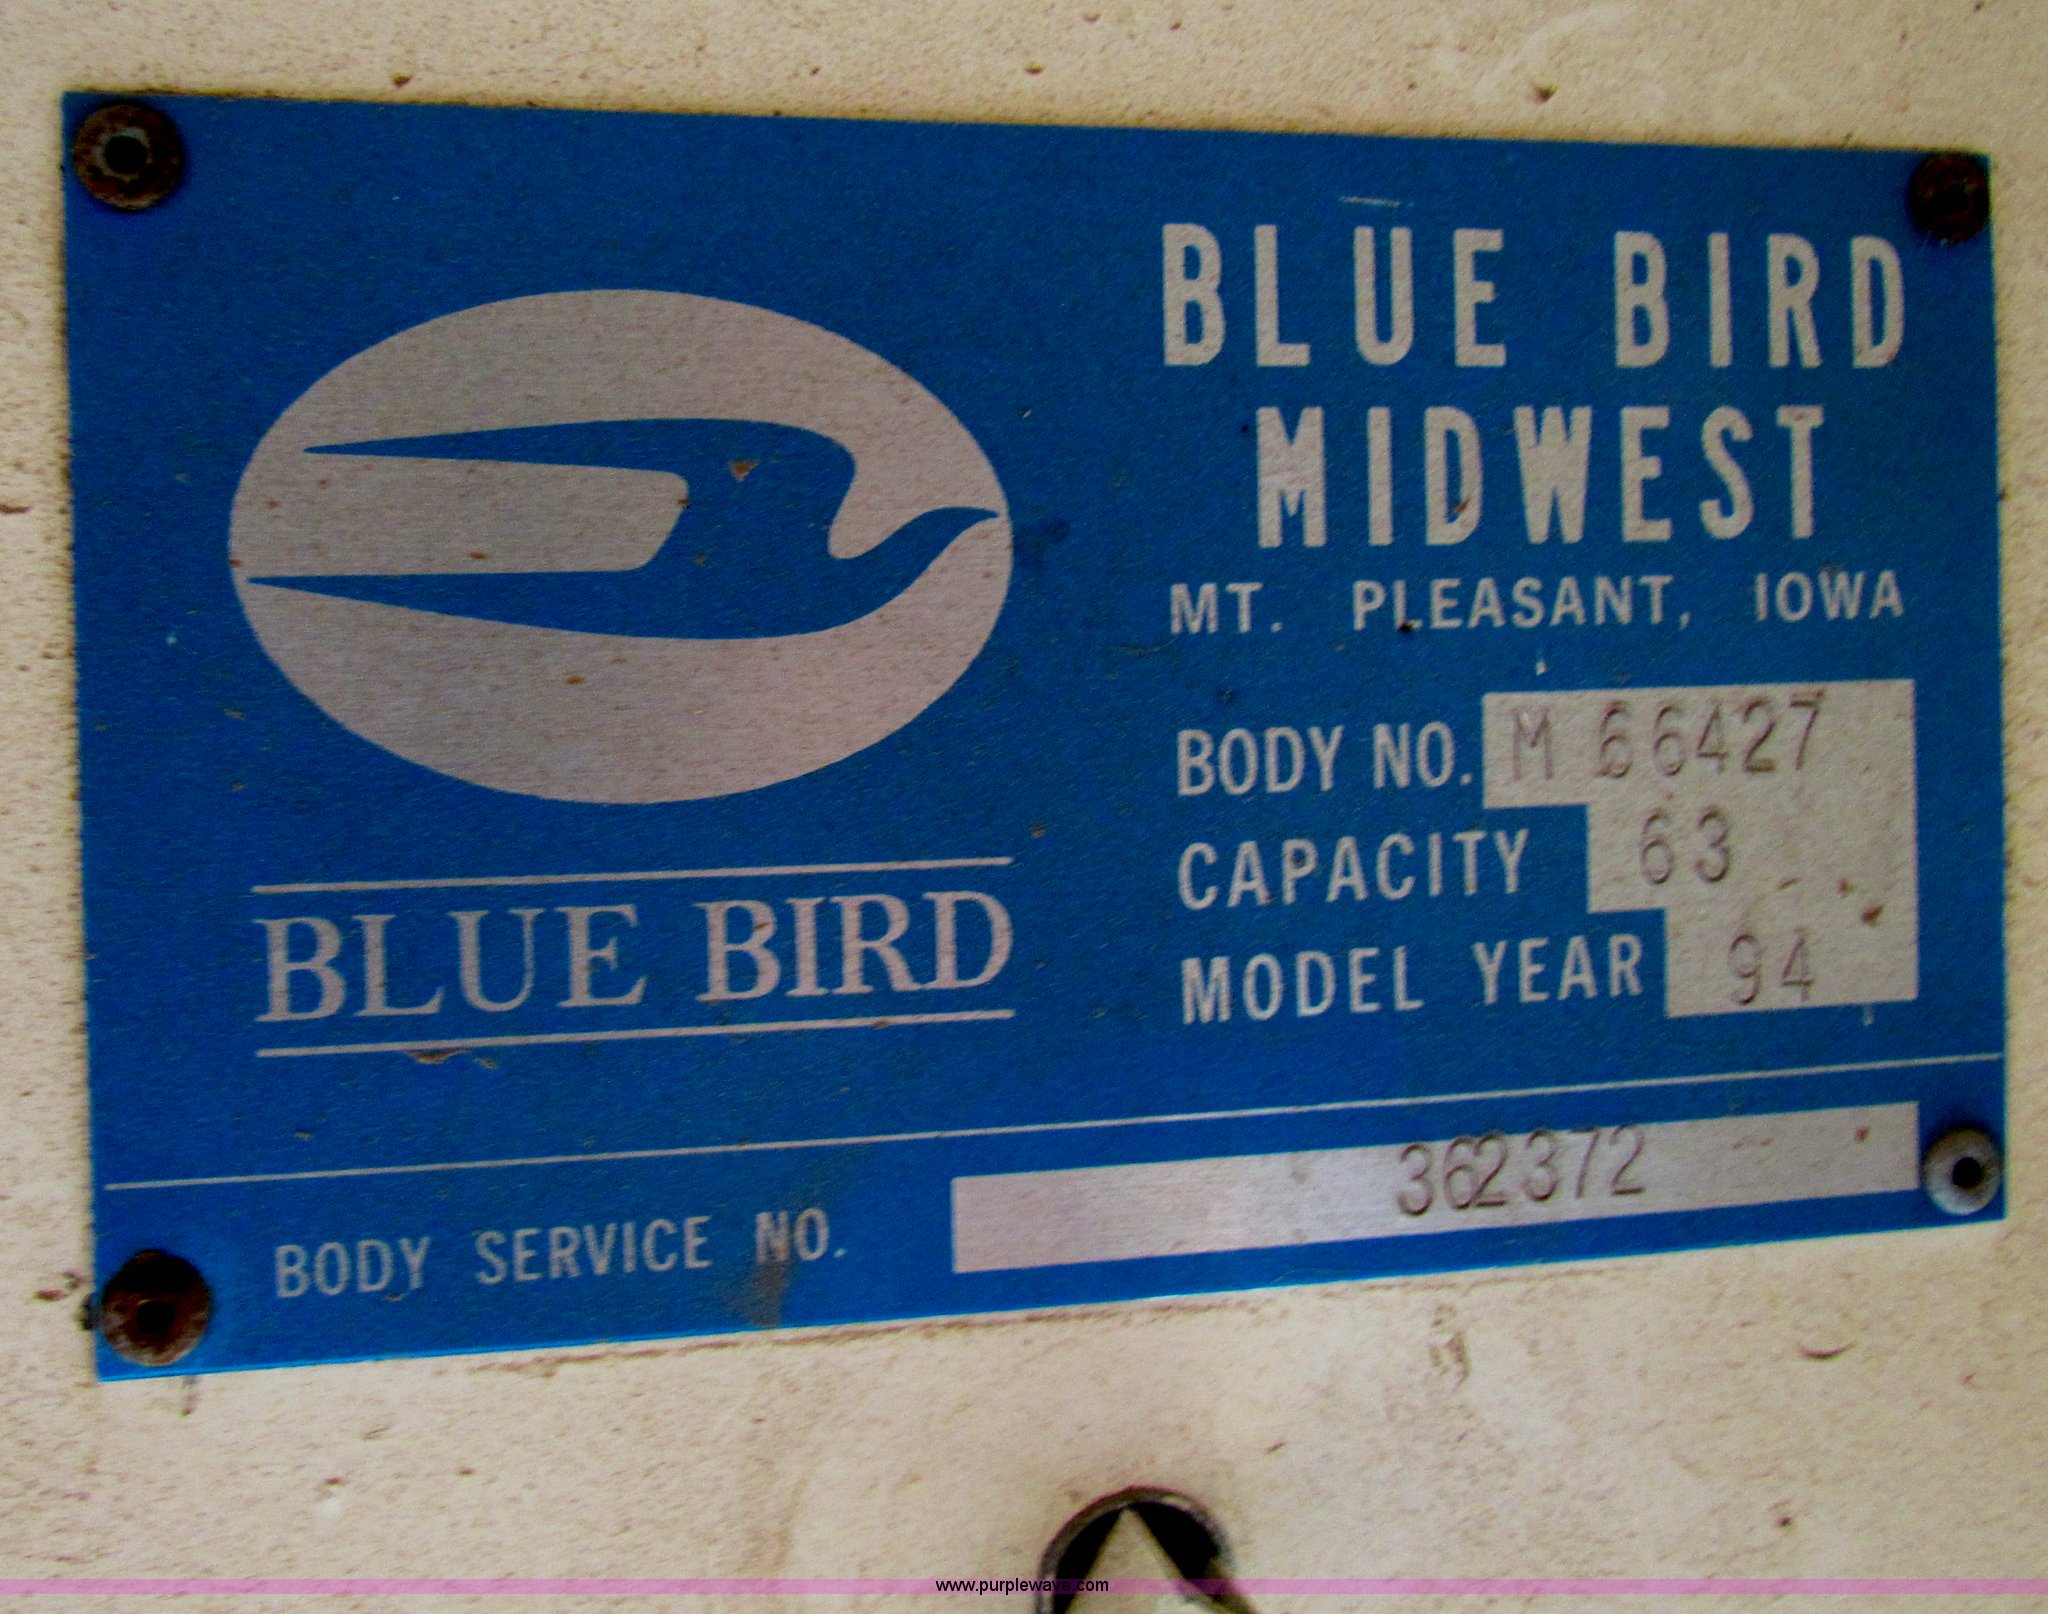 BLUE BIRD
MIDWEST
MT. PLEASANT, IOWA
BODY NO. M 66427
CAPACITY 63
MODEL YEAR 94
BLUE BIRD
BODY SERVICE NO. 362372
www.purplewave.com